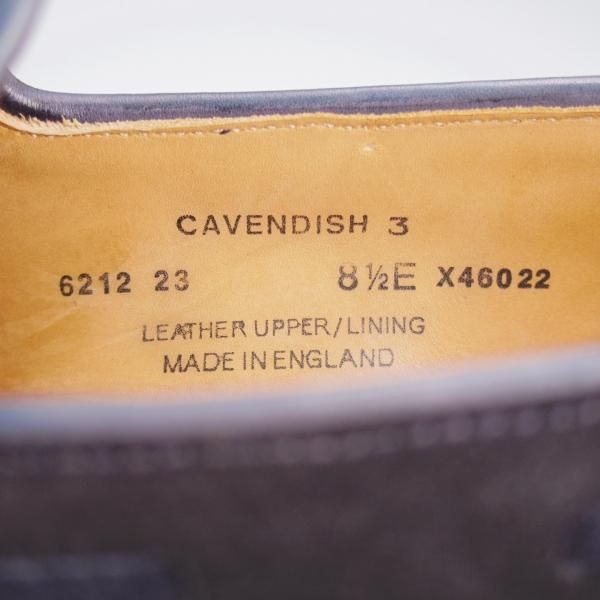 CAVENDISH 3
6212 23 8½E X46022
LEATHER UPPER/LINING
MADE IN ENGLAND